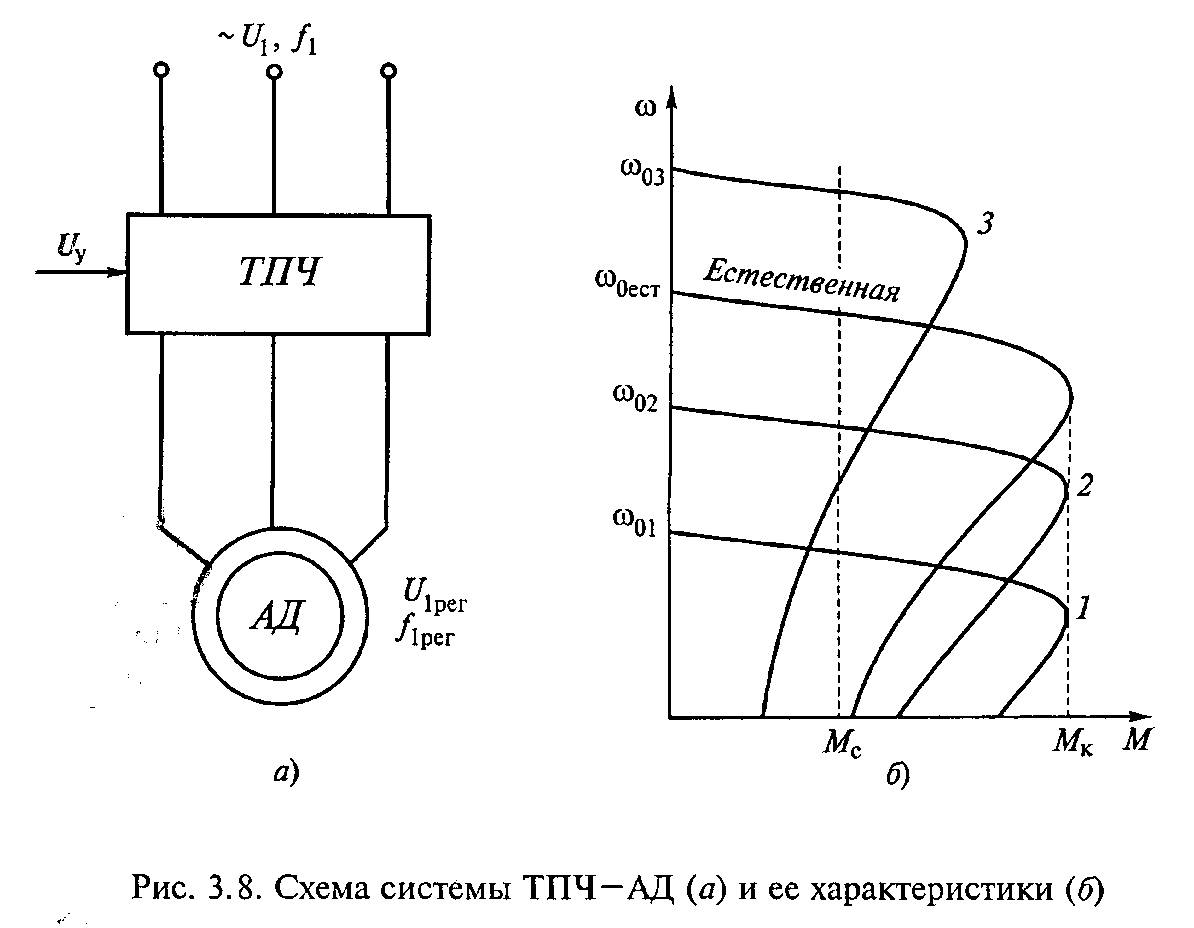 ~ U₁, f₁
Uу
ТПЧ
АД
U₁рег
f₁рег
а)
ω
ω₀₃
3
Естественная
ω₀ест
ω₀₂
2
ω₀₁
1
Mс
Mк
M
б)
Рис. 3.8. Схема системы ТПЧ−АД (а) и ее характеристики (б)